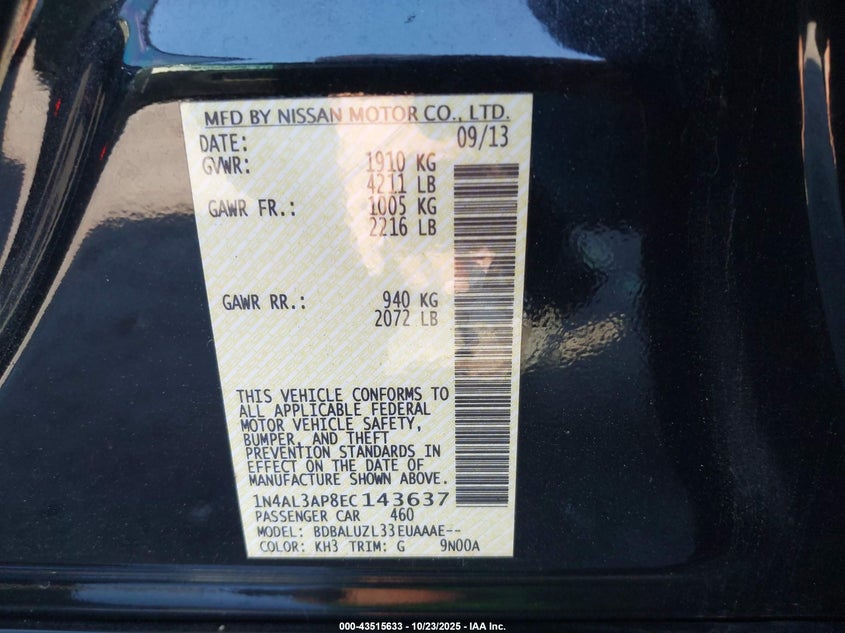 MFD BY NISSAN MOTOR CO., LTD.
DATE: 09/13
GVWR: 1910 KG
4211 LB
GAWR FR.: 1005 KG
2216 LB
GAWR RR.: 940 KG
2072 LB
THIS VEHICLE CONFORMS TO
ALL APPLICABLE FEDERAL
MOTOR VEHICLE SAFETY,
BUMPER, AND THEFT
PREVENTION STANDARDS IN
EFFECT ON THE DATE OF
MANUFACTURE SHOWN ABOVE.
1N4AL3AP8EC143637
PASSENGER CAR 460
MODEL: BDBALUZL33EUAAAE--
COLOR: KH3 TRIM: G 9N00A
000-43515633 - 10/23/2025 - IAA Inc.